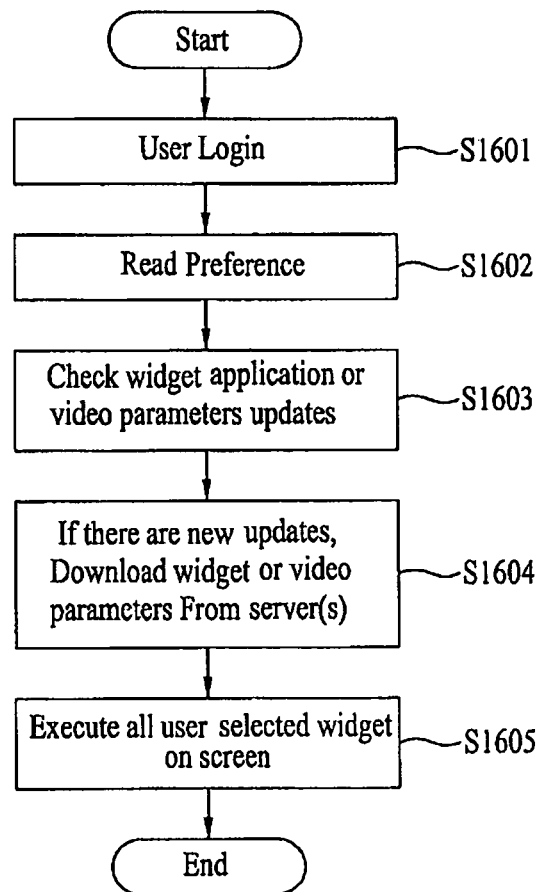 Start
User Login
S1601
Read Preference
S1602
Check widget application or
video parameters updates
S1603
If there are new updates,
Download widget or video
parameters From server(s)
S1604
Execute all user selected widget
on screen
S1605
End